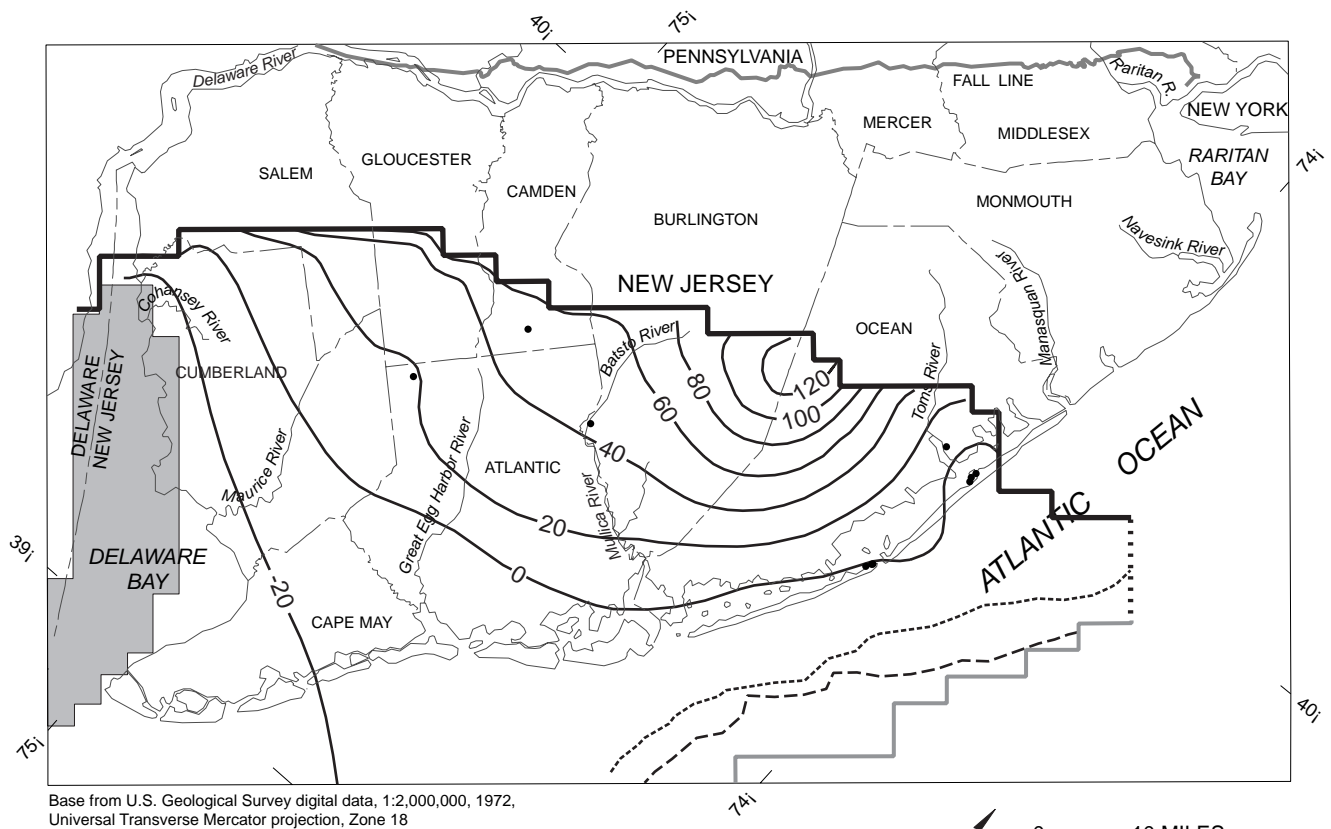 40¡
75¡
PENNSYLVANIA
Delaware River
FALL LINE
Raritan R.
NEW YORK
MERCER
MIDDLESEX
RARITAN
BAY
74¡
GLOUCESTER
SALEM
CAMDEN
BURLINGTON
MONMOUTH
Navesink River
NEW JERSEY
Manasquan River
Cohansey River
OCEAN
Batsto River
Toms River
DELAWARE
NEW JERSEY
CUMBERLAND
120
100
80
60
40
ATLANTIC
Maurice River
Great Egg Harbor River
Mullica River
20
0
-20
ATLANTIC OCEAN
39¡
DELAWARE
BAY
CAPE MAY
40¡
75¡
74¡
Base from U.S. Geological Survey digital data, 1:2,000,000, 1972,
Universal Transverse Mercator projection, Zone 18